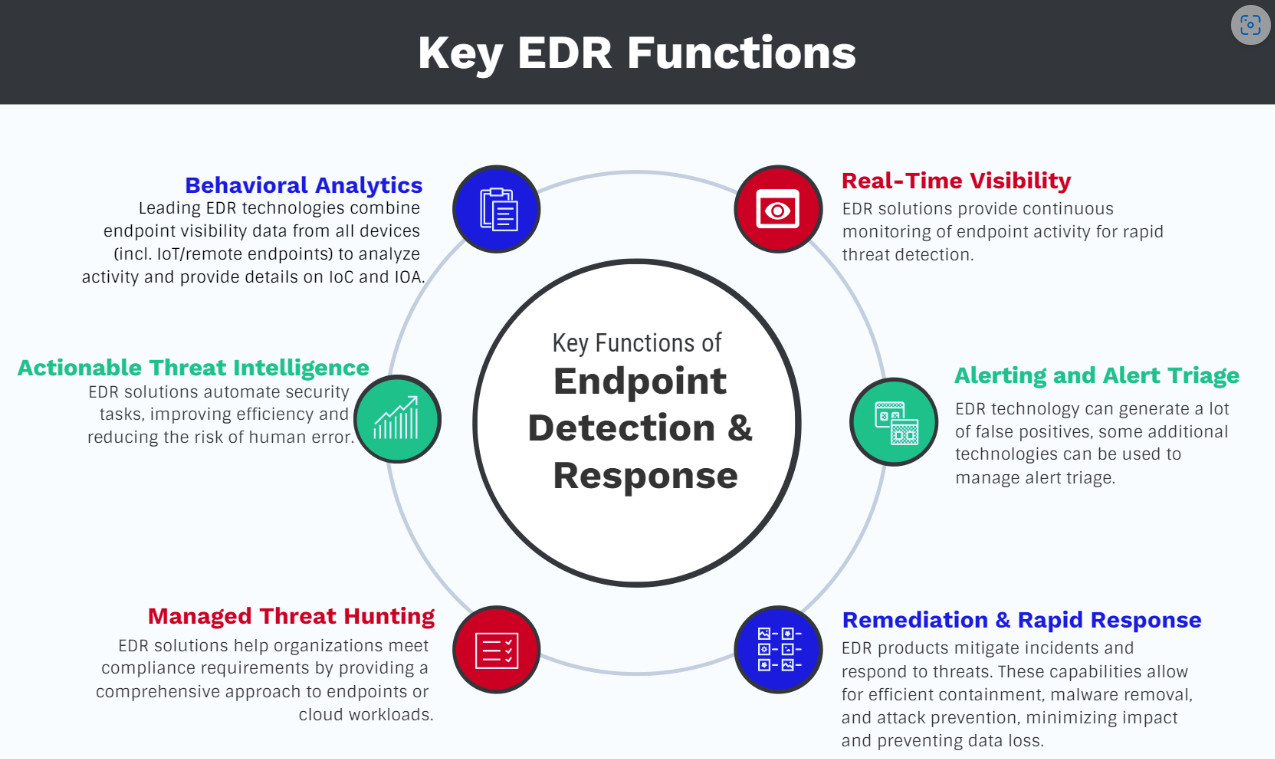 Key EDR Functions
Behavioral Analytics
Leading EDR technologies combine
endpoint visibility data from all devices
(incl. IoT/remote endpoints) to analyze
activity and provide details on IoC and IOA.
Real-Time Visibility
EDR solutions provide continuous
monitoring of endpoint activity for rapid
threat detection.
Key Functions of
Endpoint
Detection &
Response
Actionable Threat Intelligence
EDR solutions automate security
tasks, improving efficiency and
reducing the risk of human error.
Alerting and Alert Triage
EDR technology can generate a lot
of false positives, some additional
technologies can be used to
manage alert triage.
Managed Threat Hunting
EDR solutions help organizations meet
compliance requirements by providing a
comprehensive approach to endpoints or
cloud workloads.
Remediation & Rapid Response
EDR products mitigate incidents and
respond to threats. These capabilities allow
for efficient containment, malware removal,
and attack prevention, minimizing impact
and preventing data loss.